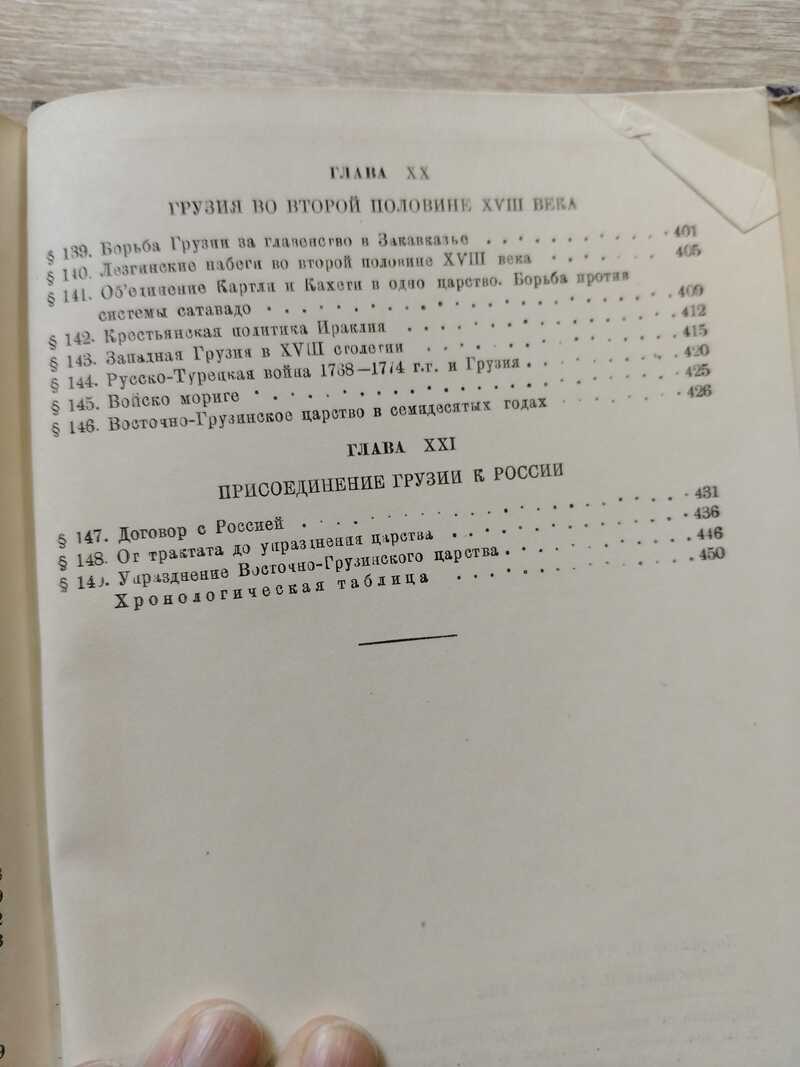 ГЛАВА XX
ГРУЗИЯ ВО ВТОРОЙ ПОЛОВИНЕ XVIII ВЕКА
§ 139. Борьба Грузии за главенство в Закавказье . . . . . . . . . . . 401
§ 140. Лезгинские набеги во второй половине XVIII века . . . . . . 405
§ 141. Об'единение Картли и Кахети в одно царство. Борьба против
системы сатавадо . . . . . . . . . . . . . . . . . . . . . 409
§ 142. Крестьянская политика Ираклия . . . . . . . . . . . . . . 412
§ 143. Западная Грузия в XVIII столетии . . . . . . . . . . . . . 415
§ 144. Русско-Турецкая война 1768—1774 г.г. и Грузия . . . . . . . 420
§ 145. Войско мориге . . . . . . . . . . . . . . . . . . . . . . 425
§ 146. Восточно-Грузинское царство в семидесятых годах . . . . . . 426
ГЛАВА XXI
ПРИСОЕДИНЕНИЕ ГРУЗИИ К РОССИИ
§ 147. Договор с Россией . . . . . . . . . . . . . . . . . . . . 431
§ 148. От трактата до упразднения царства . . . . . . . . . . . . 436
§ 149. Упразднение Восточно-Грузинского царства . . . . . . . . . 446
Хронологическая таблица . . . . . . . . . . . . . 450